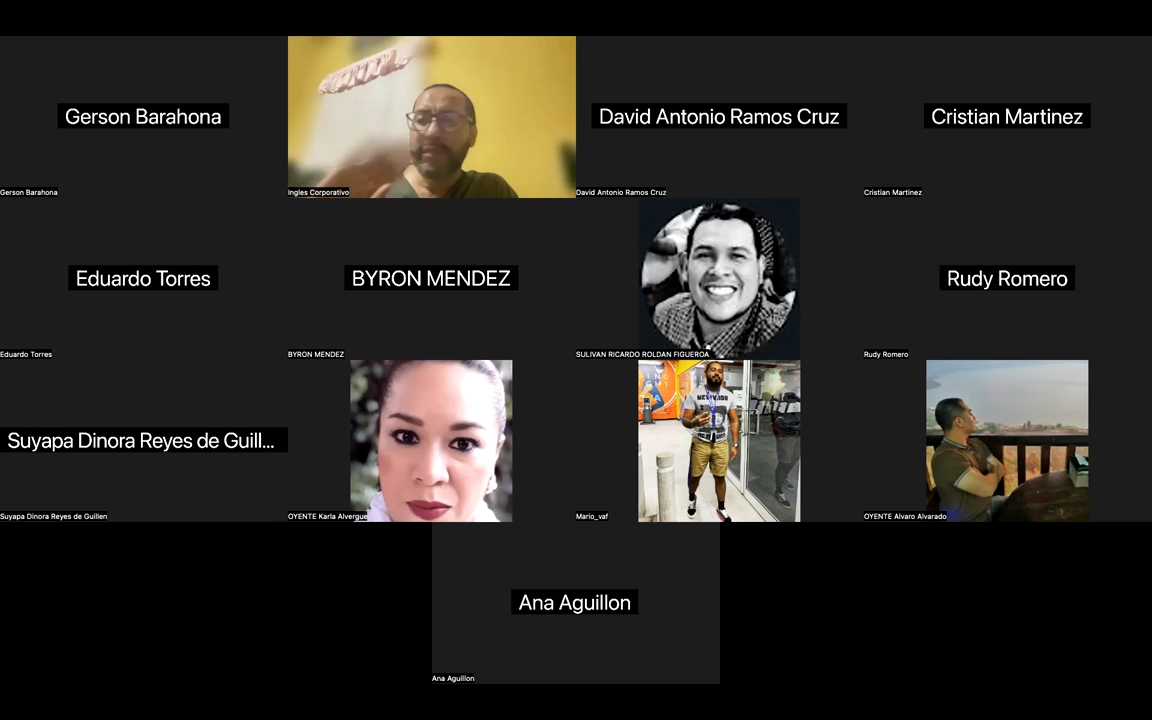 Gerson Barahona
David Antonio Ramos Cruz
Cristian Martinez
Gerson Barahona
Ingles Corporativo
David Antonio Ramos Cruz
Cristian Martinez
Eduardo Torres
BYRON MENDEZ
Rudy Romero
Eduardo Torres
BYRON MENDEZ
SULIVAN RICARDO ROLDAN FIGUEROA
Rudy Romero
Suyapa Dinora Reyes de Guill...
Suyapa Dinora Reyes de Guillen
OYENTE Karla Alvergue
Mario_vaf
OYENTE Alvaro Alvarado
Ana Aguillon
Ana Aguillon